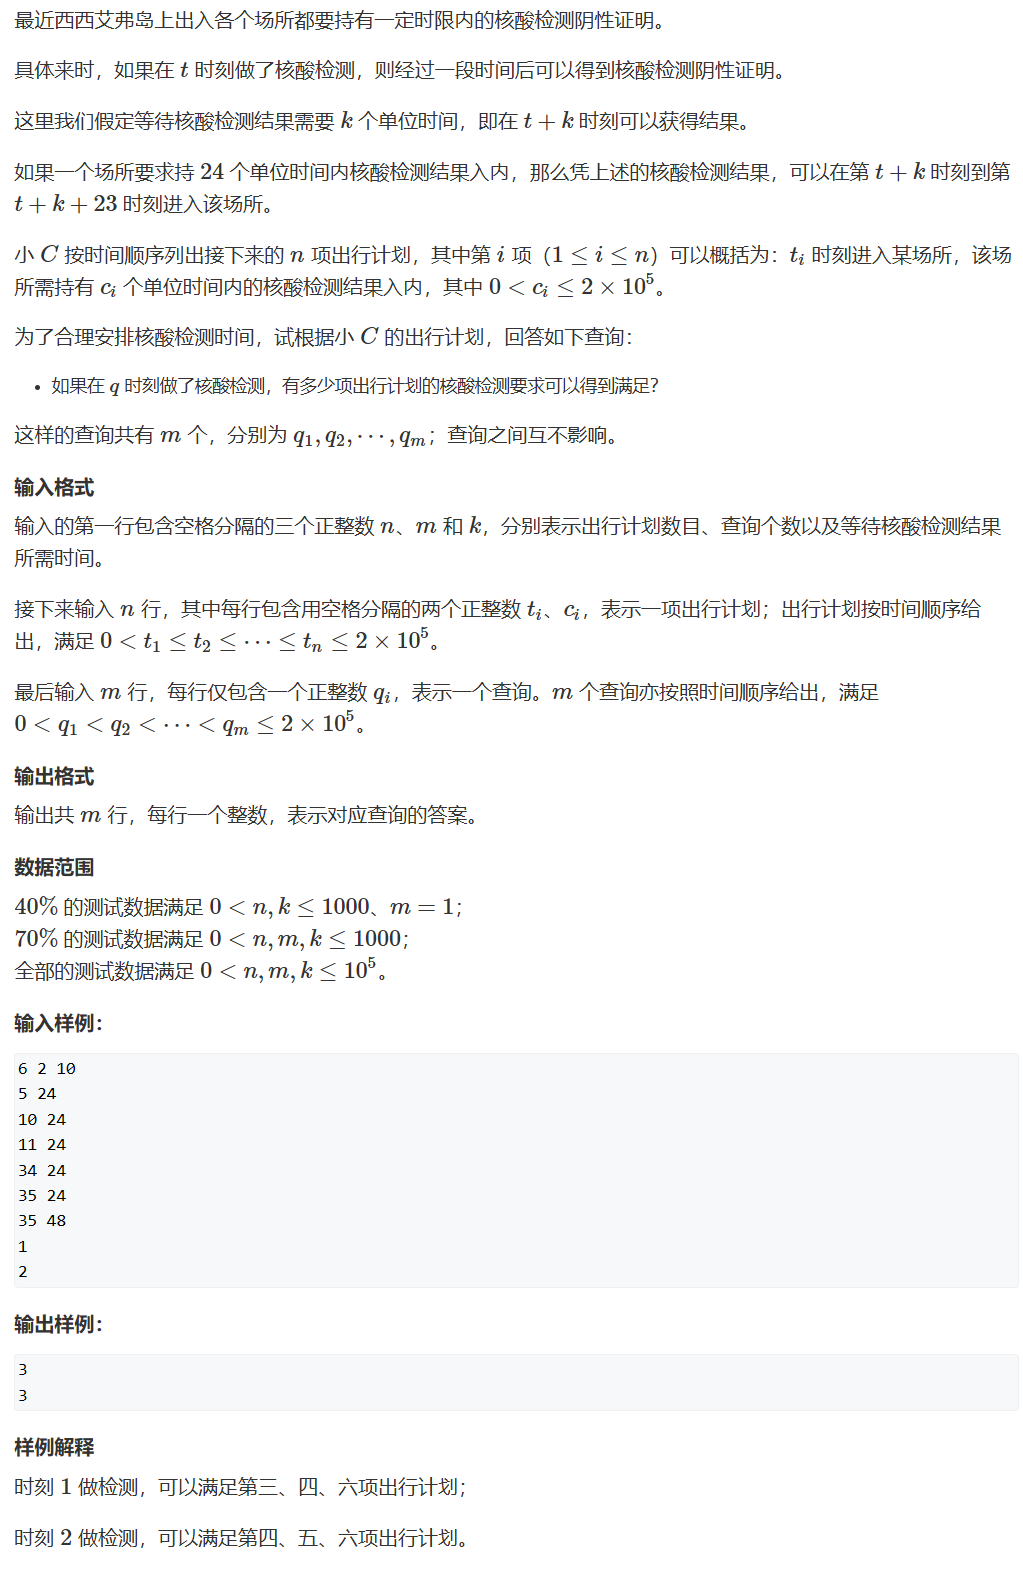 最近西西艾弗岛上出入各个场所都要持有一定时限内的核酸检测阴性证明。
具体来时，如果在 t 时刻做了核酸检测，则经过一段时间后可以得到核酸检测阴性证明。
这里我们假定等待核酸检测结果需要 k 个单位时间，即在 t + k 时刻可以获得结果。
如果一个场所要求持 24 个单位时间内核酸检测结果入内，那么凭上述的核酸检测结果，可以在第 t + k 时刻到第
t + k + 23 时刻进入该场所。
小 C 按时间顺序列出接下来的 n 项出行计划，其中第 i 项（1 ≤ i ≤ n）可以概括为：t_i 时刻进入某场所，该场
所需持有 c_i 个单位时间内的核酸检测结果入内，其中 0 < c_i ≤ 2 × 10^5。
为了合理安排核酸检测时间，试根据小 C 的出行计划，回答如下查询：
• 如果在 q 时刻做了核酸检测，有多少项出行计划的核酸检测要求可以得到满足？
这样的查询共有 m 个，分别为 q_1, q_2, ⋯, q_m；查询之间互不影响。
输入格式
输入的第一行包含空格分隔的三个正整数 n、m 和 k，分别表示出行计划数目、查询个数以及等待核酸检测结果
所需时间。
接下来输入 n 行，其中每行包含用空格分隔的两个正整数 t_i、c_i，表示一项出行计划；出行计划按时间顺序给
出，满足 0 < t_1 ≤ t_2 ≤ ⋯ ≤ t_n ≤ 2 × 10^5。
最后输入 m 行，每行仅包含一个正整数 q_i，表示一个查询。m 个查询亦按照时间顺序给出，满足
0 < q_1 < q_2 < ⋯ < q_m ≤ 2 × 10^5。
输出格式
输出共 m 行，每行一个整数，表示对应查询的答案。
数据范围
40% 的测试数据满足 0 < n, k ≤ 1000、m = 1；
70% 的测试数据满足 0 < n, m, k ≤ 1000；
全部的测试数据满足 0 < n, m, k ≤ 10^5。
输入样例：
6 2 10
5 24
10 24
11 24
34 24
35 24
35 48
1
2
输出样例：
3
3
样例解释
时刻 1 做检测，可以满足第三、四、六项出行计划；
时刻 2 做检测，可以满足第四、五、六项出行计划。